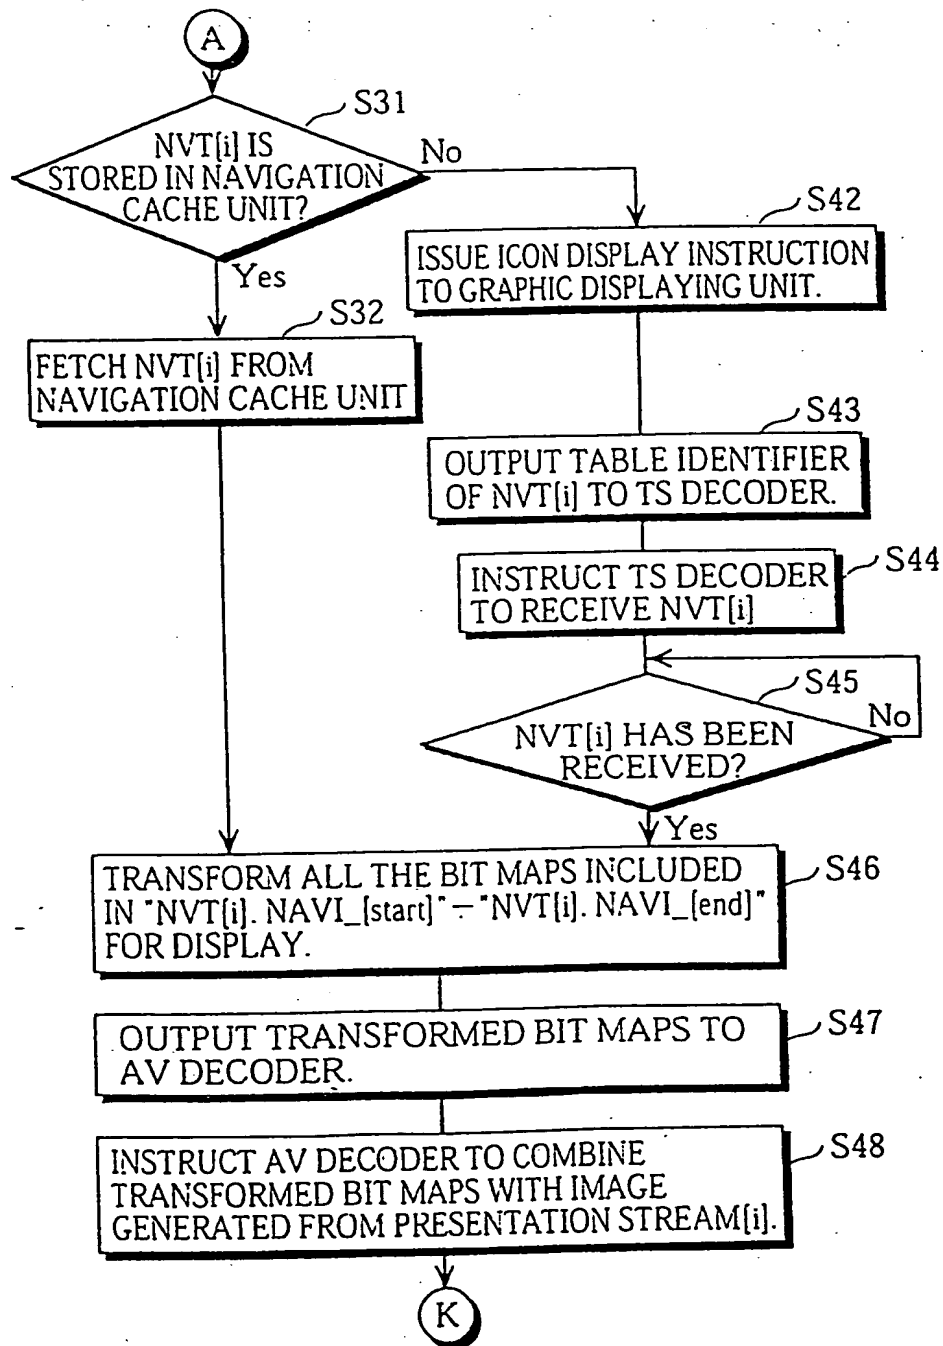 A
S31
NVT[i] IS
STORED IN NAVIGATION
CACHE UNIT?
No
Yes
S42
ISSUE ICON DISPLAY INSTRUCTION
TO GRAPHIC DISPLAYING UNIT.
S32
FETCH NVT[i] FROM
NAVIGATION CACHE UNIT
S43
OUTPUT TABLE IDENTIFIER
OF NVT[i] TO TS DECODER.
S44
INSTRUCT TS DECODER
TO RECEIVE NVT[i]
S45
No
NVT[i] HAS BEEN
RECEIVED?
Yes
S46
TRANSFORM ALL THE BIT MAPS INCLUDED
IN "NVT[i]. NAVI_[start]" – "NVT[i]. NAVI_[end]"
FOR DISPLAY.
S47
OUTPUT TRANSFORMED BIT MAPS TO
AV DECODER.
S48
INSTRUCT AV DECODER TO COMBINE
TRANSFORMED BIT MAPS WITH IMAGE
GENERATED FROM PRESENTATION STREAM[i].
K